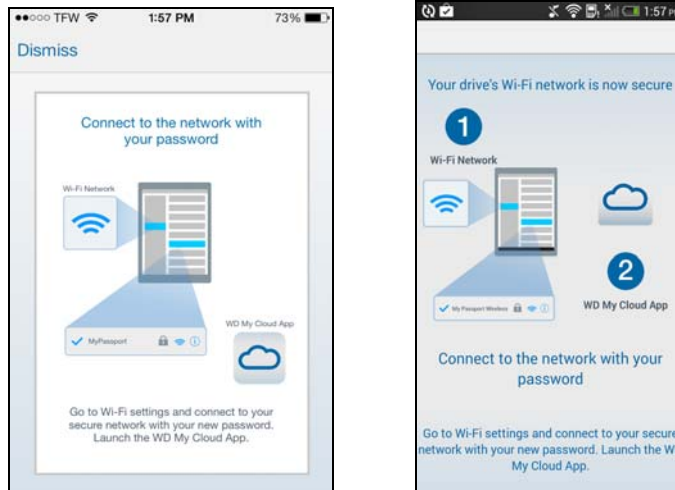 TFW 1:57 PM 73%
Dismiss
Connect to the network with
your password
Wi-Fi Network
MyPassport
WD My Cloud App
Go to Wi-Fi settings and connect to your
secure network with your new password.
Launch the WD My Cloud App.
1:57 P
Your drive's Wi-Fi network is now secure
1
Wi-Fi Network
My Passport Wireless
2
WD My Cloud App
Connect to the network with your
password
Go to Wi-Fi settings and connect to your secure
network with your new password. Launch the W
My Cloud App.